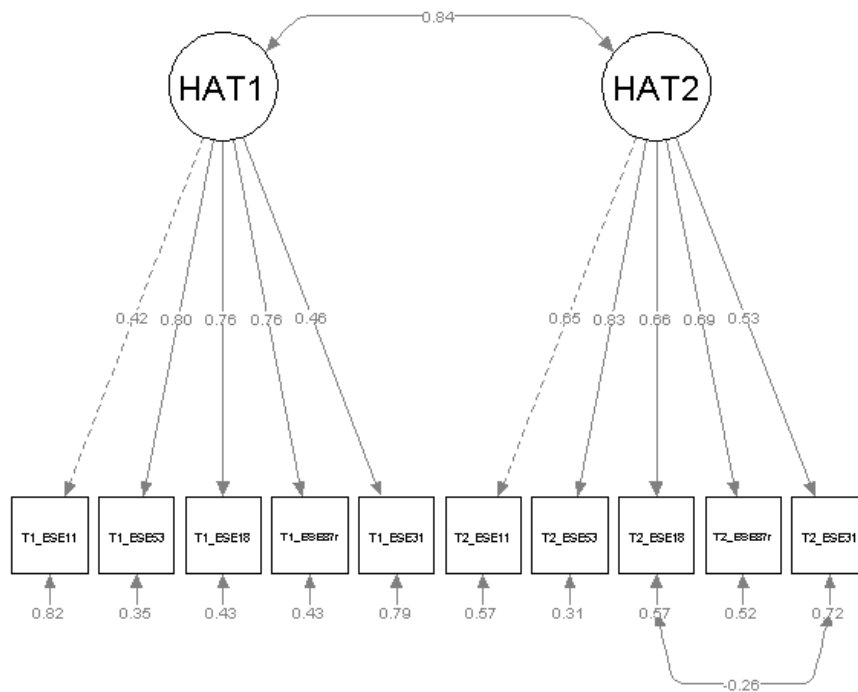 0.84
HAT1 HAT2
0.42 0.80 0.76 0.76 0.46 0.65 0.83 0.66 0.69 0.53
T1_ESE11 T1_ESE53 T1_ESE18 T1_ESE87r T1_ESE31 T2_ESE11 T2_ESE53 T2_ESE18 T2_ESE87r T2_ESE31
0.82 0.35 0.43 0.43 0.79 0.57 0.31 0.57 0.52 0.72
-0.26